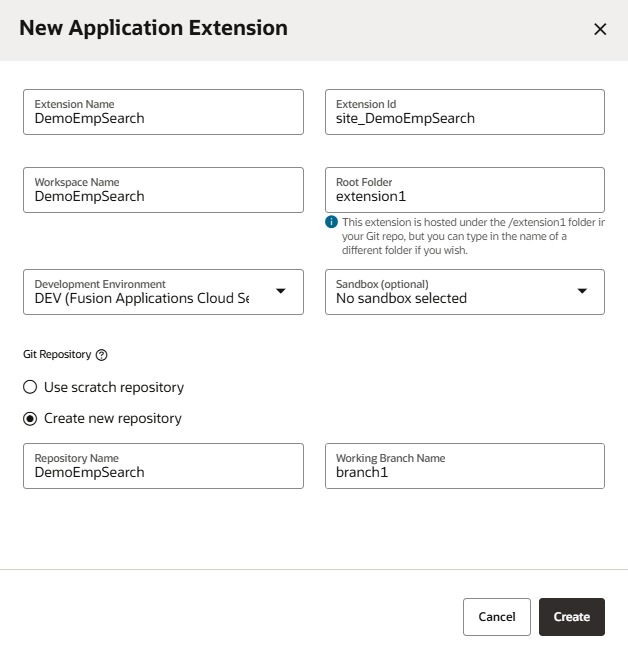 New Application Extension
Extension Name
DemoEmpSearch
Extension Id
site_DemoEmpSearch
Workspace Name
DemoEmpSearch
Root Folder
extension1
This extension is hosted under the /extension1 folder in
your Git repo, but you can type in the name of a
different folder if you wish.
Development Environment
DEV (Fusion Applications Cloud Se
Sandbox (optional)
No sandbox selected
Git Repository
Use scratch repository
Create new repository
Repository Name
DemoEmpSearch
Working Branch Name
branch1
Cancel
Create